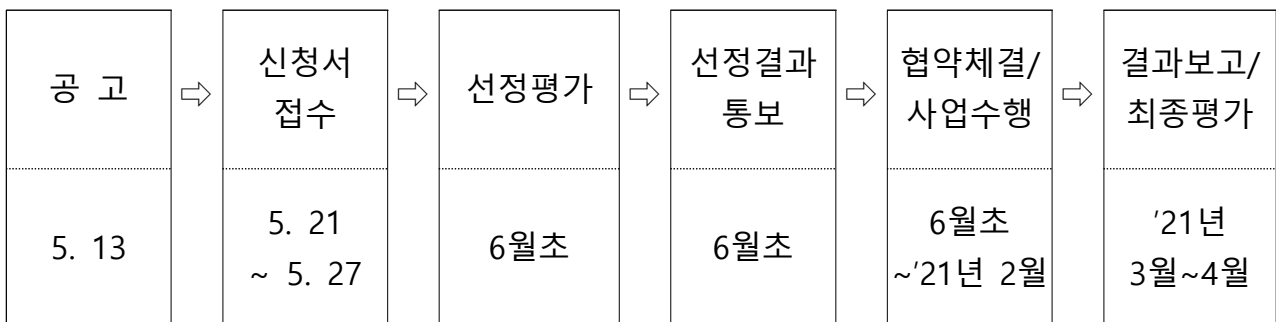 공 고
⇨
신청서
접수
⇨
선정평가
⇨
선정결과
통보
⇨
협약체결/
사업수행
⇨
결과보고/
최종평가
5. 13
5. 21
~ 5. 27
6월초
6월초
6월초
~'21년 2월
'21년
3월~4월